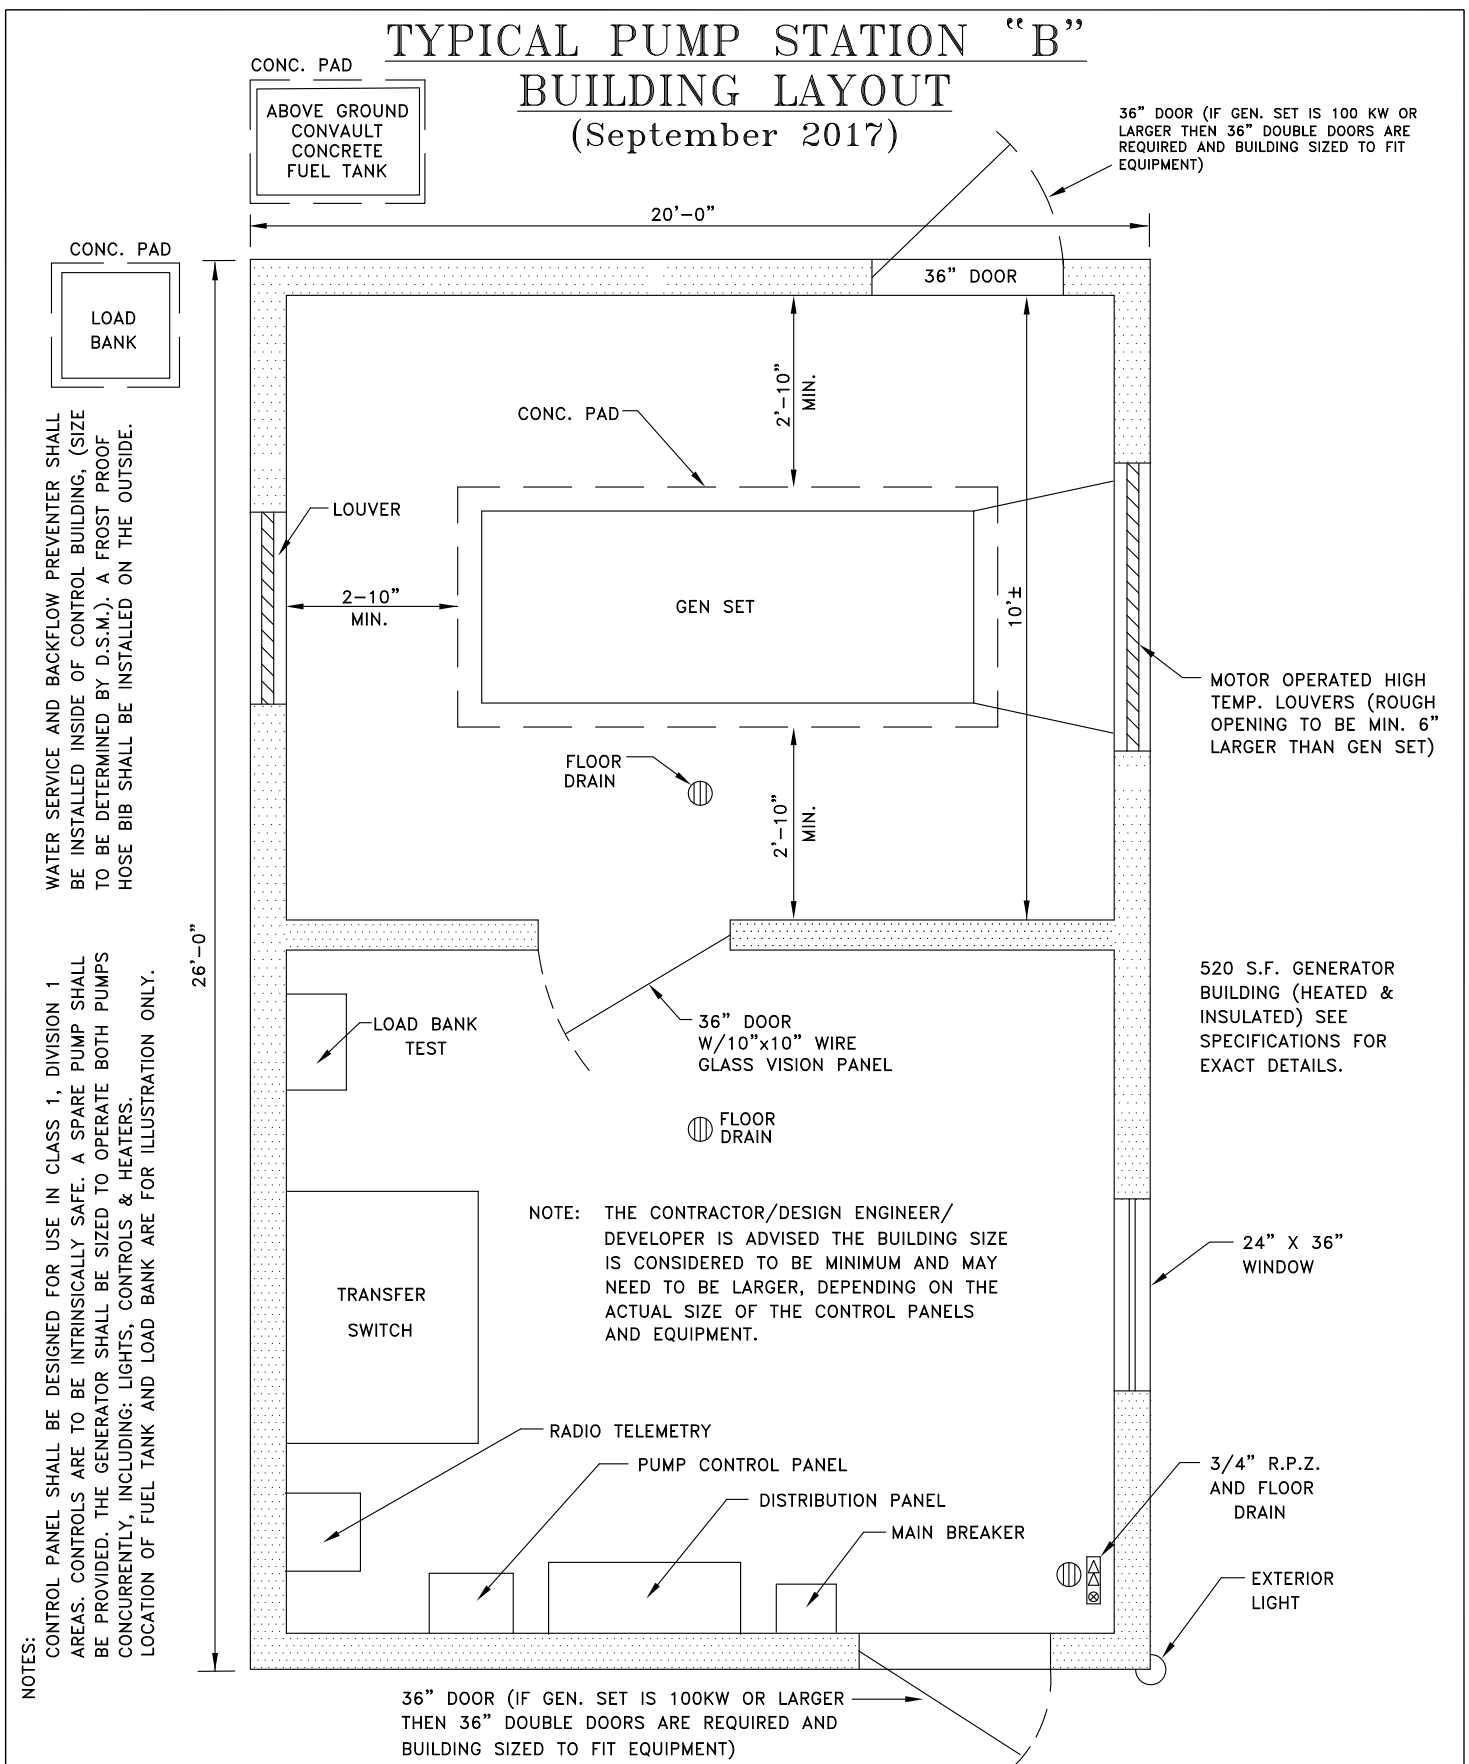 TYPICAL PUMP STATION “B”
BUILDING LAYOUT
(September 2017)
CONC. PAD
ABOVE GROUND
CONVAULT
CONCRETE
FUEL TANK
36” DOOR (IF GEN. SET IS 100 KW OR
LARGER THEN 36” DOUBLE DOORS ARE
REQUIRED AND BUILDING SIZED TO FIT
EQUIPMENT)
20’-0”
CONC. PAD
LOAD
BANK
36” DOOR
2’-10”
MIN.
CONC. PAD
LOUVER
2-10”
MIN.
GEN SET
10’±
MOTOR OPERATED HIGH
TEMP. LOUVERS (ROUGH
OPENING TO BE MIN. 6”
LARGER THAN GEN SET)
FLOOR
DRAIN
2’-10”
MIN.
26’-0”
WATER SERVICE AND BACKFLOW PREVENTER SHALL
BE INSTALLED INSIDE OF CONTROL BUILDING, (SIZE
TO BE DETERMINED BY D.S.M.). A FROST PROOF
HOSE BIB SHALL BE INSTALLED ON THE OUTSIDE.
520 S.F. GENERATOR
BUILDING (HEATED &
INSULATED) SEE
SPECIFICATIONS FOR
EXACT DETAILS.
LOAD BANK
TEST
36” DOOR
W/10”x10” WIRE
GLASS VISION PANEL
FLOOR
DRAIN
NOTE: THE CONTRACTOR/DESIGN ENGINEER/
DEVELOPER IS ADVISED THE BUILDING SIZE
IS CONSIDERED TO BE MINIMUM AND MAY
NEED TO BE LARGER, DEPENDING ON THE
ACTUAL SIZE OF THE CONTROL PANELS
AND EQUIPMENT.
24” X 36”
WINDOW
TRANSFER
SWITCH
RADIO TELEMETRY
PUMP CONTROL PANEL
DISTRIBUTION PANEL
MAIN BREAKER
3/4” R.P.Z.
AND FLOOR
DRAIN
EXTERIOR
LIGHT
NOTES:
CONTROL PANEL SHALL BE DESIGNED FOR USE IN CLASS 1, DIVISION 1
AREAS. CONTROLS ARE TO BE INTRINSICALLY SAFE. A SPARE PUMP SHALL
BE PROVIDED. THE GENERATOR SHALL BE SIZED TO OPERATE BOTH PUMPS
CONCURRENTLY, INCLUDING: LIGHTS, CONTROLS & HEATERS.
LOCATION OF FUEL TANK AND LOAD BANK ARE FOR ILLUSTRATION ONLY.
36” DOOR (IF GEN. SET IS 100KW OR LARGER
THEN 36” DOUBLE DOORS ARE REQUIRED AND
BUILDING SIZED TO FIT EQUIPMENT)